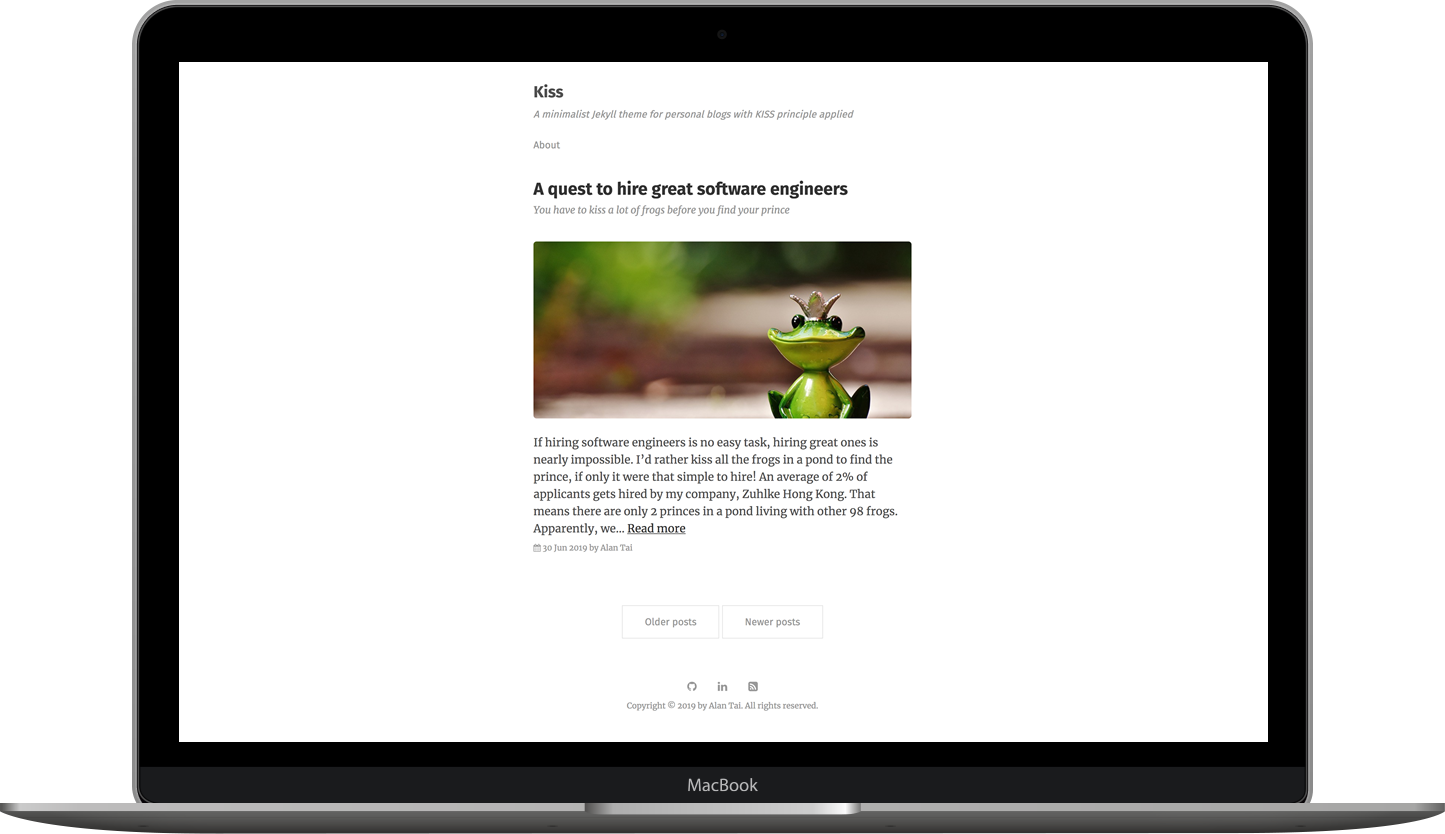 Kiss
A minimalist Jekyll theme for personal blogs with KISS principle applied
About
A quest to hire great software engineers
You have to kiss a lot of frogs before you find your prince
If hiring software engineers is no easy task, hiring great ones is
nearly impossible. I’d rather kiss all the frogs in a pond to find the
prince, if only it were that simple to hire! An average of 2% of
applicants gets hired by my company, Zuhlke Hong Kong. That
means there are only 2 princes in a pond living with other 98 frogs.
Apparently, we... Read more
30 Jun 2019 by Alan Tai
Older posts Newer posts
in
Copyright © 2019 by Alan Tai. All rights reserved.
MacBook